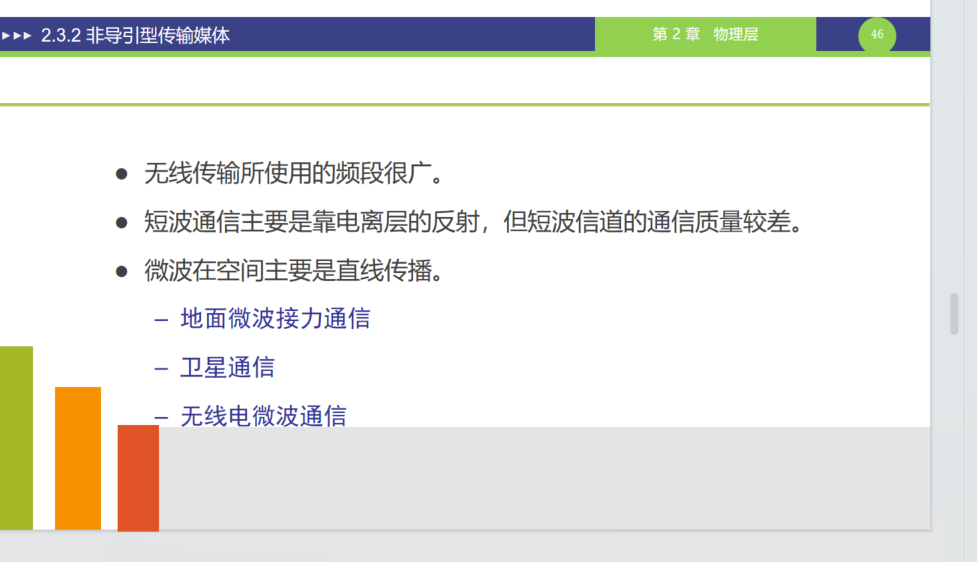 ▸▸▸ 2.3.2 非导引型传输媒体
第 2 章 物理层
46
● 无线传输所使用的频段很广。
● 短波通信主要是靠电离层的反射，但短波信道的通信质量较差。
● 微波在空间主要是直线传播。
– 地面微波接力通信
– 卫星通信
– 无线电微波通信